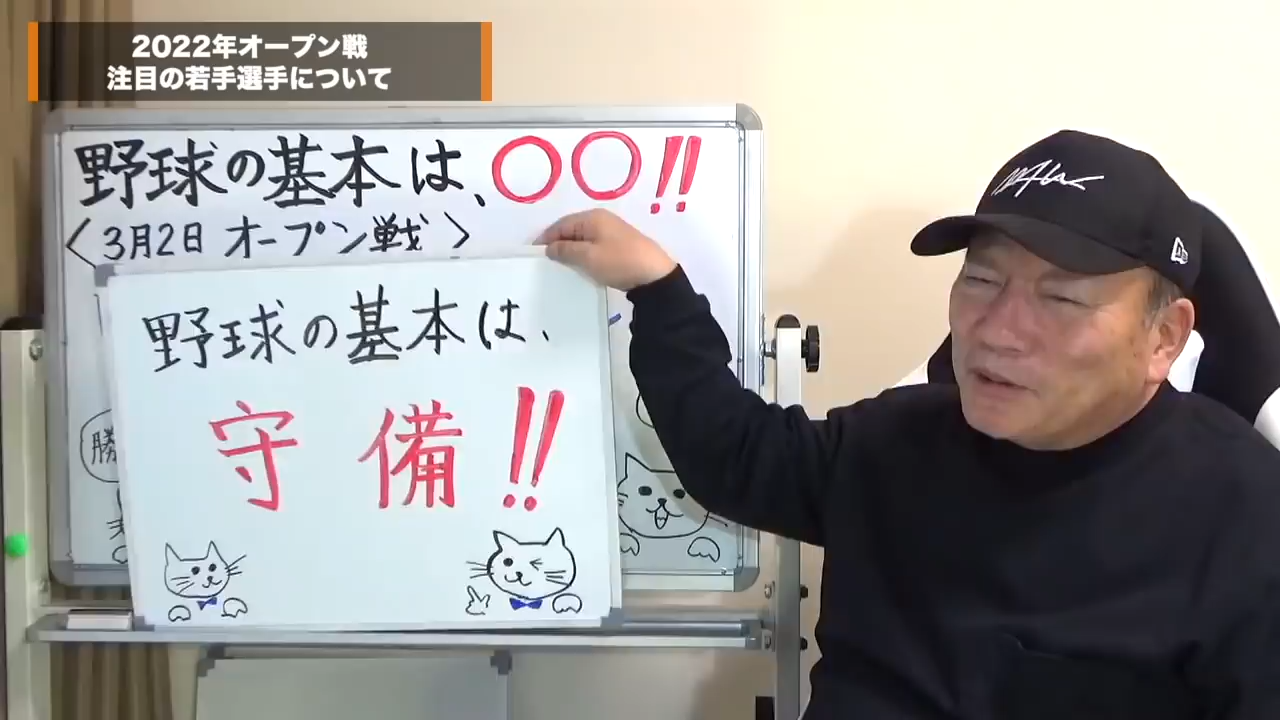 2022年オープン戦
注目の若手選手について
野球の基本は、〇〇!!
<3月2日 オープン戦>
野球の基本は、
守備!!
勝